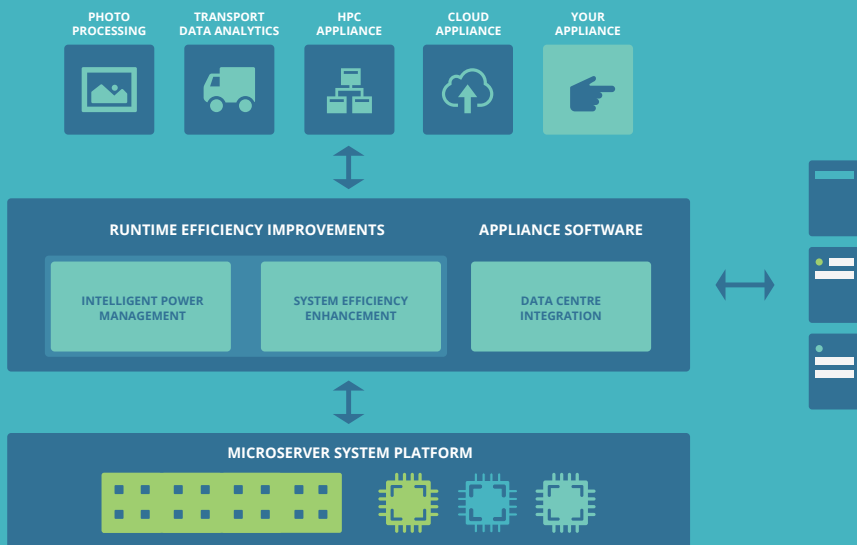 PHOTO
PROCESSING
TRANSPORT
DATA ANALYTICS
HPC
APPLIANCE
CLOUD
APPLIANCE
YOUR
APPLIANCE
RUNTIME EFFICIENCY IMPROVEMENTS
APPLIANCE SOFTWARE
INTELLIGENT POWER
MANAGEMENT
SYSTEM EFFICIENCY
ENHANCEMENT
DATA CENTRE
INTEGRATION
MICROSERVER SYSTEM PLATFORM